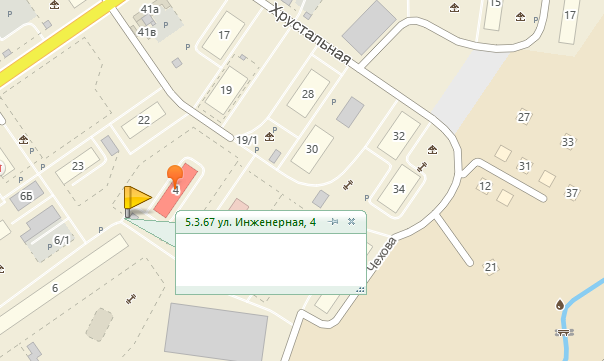 41а
41в
17
Хрустальная
15
17
19
28
22
19/1
30
32
27
33
31
23
4
34
12
37
6Б
5.3.67 ул. Инженерная, 4
6/1
Чехова
21
6
P
P
P
P
P
P
P
P
P
P